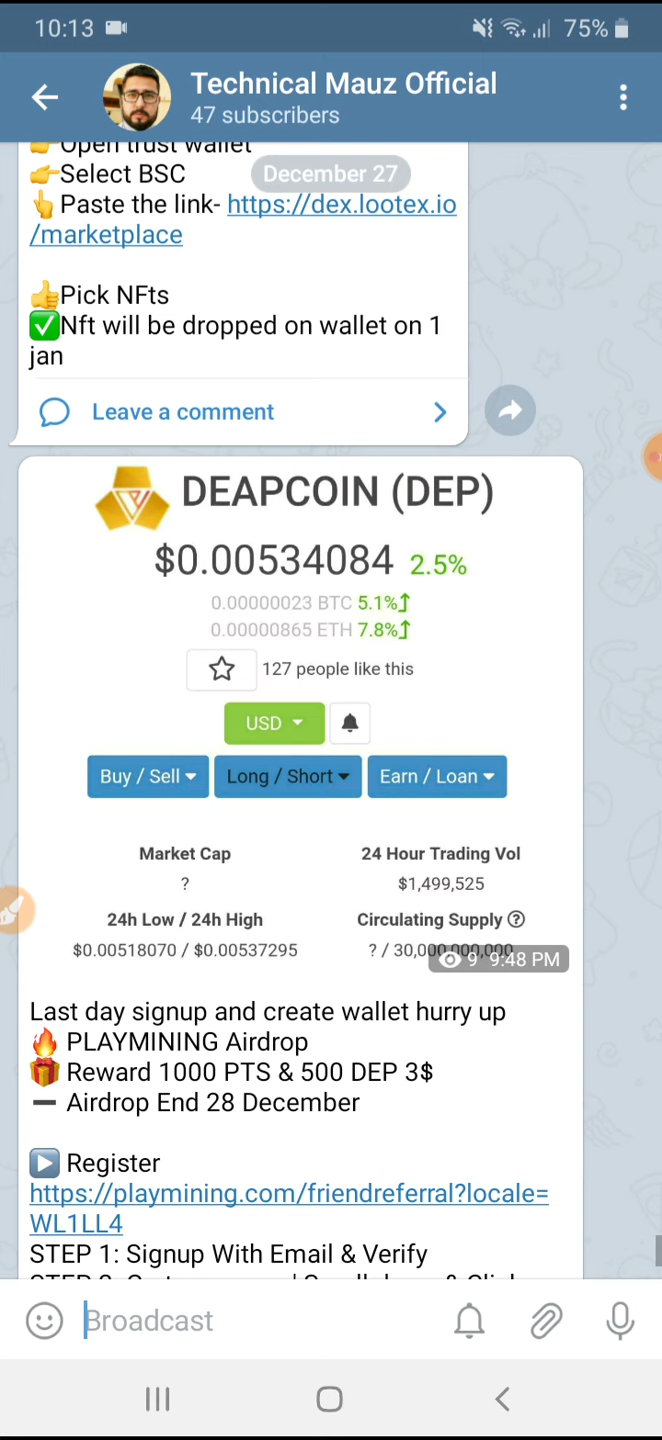 10:13
75%
Technical Mauz Official
47 subscribers
Open trust wallet
👉Select BSC
December 27
👆Paste the link- https://dex.lootex.io
/marketplace
👍Pick NFts
✅Nft will be dropped on wallet on 1
jan
Leave a comment
DEAPCOIN (DEP)
$0.00534084 2.5%
0.00000023 BTC 5.1%
0.00000865 ETH 7.8%
127 people like this
USD
Buy / Sell
Long / Short
Earn / Loan
Market Cap
24 Hour Trading Vol
?
$1,499,525
24h Low / 24h High
Circulating Supply ?
$0.00518070 / $0.00537295
? / 30,000,000,000
9 9:48 PM
Last day signup and create wallet hurry up
🔥 PLAYMINING Airdrop
🎁 Reward 1000 PTS & 500 DEP 3$
➖ Airdrop End 28 December
▶️ Register
https://playmining.com/friendreferral?locale=
WL1LL4
STEP 1: Signup With Email & Verify
Broadcast